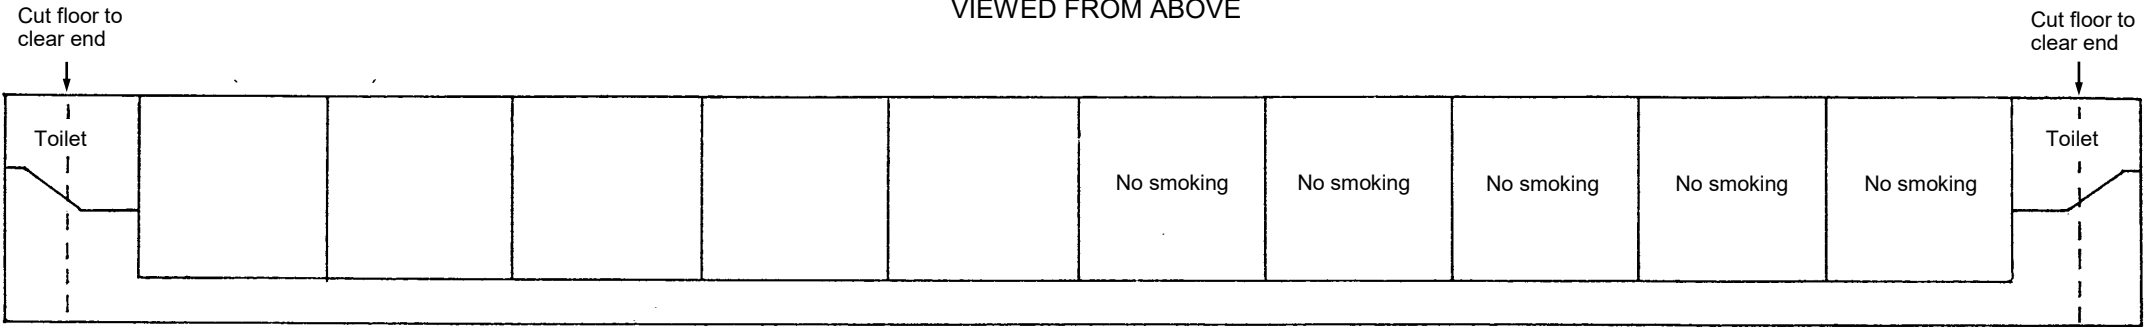 VIEWED FROM ABOVE
Cut floor to
clear end
Cut floor to
clear end
Toilet
Toilet
No smoking
No smoking
No smoking
No smoking
No smoking